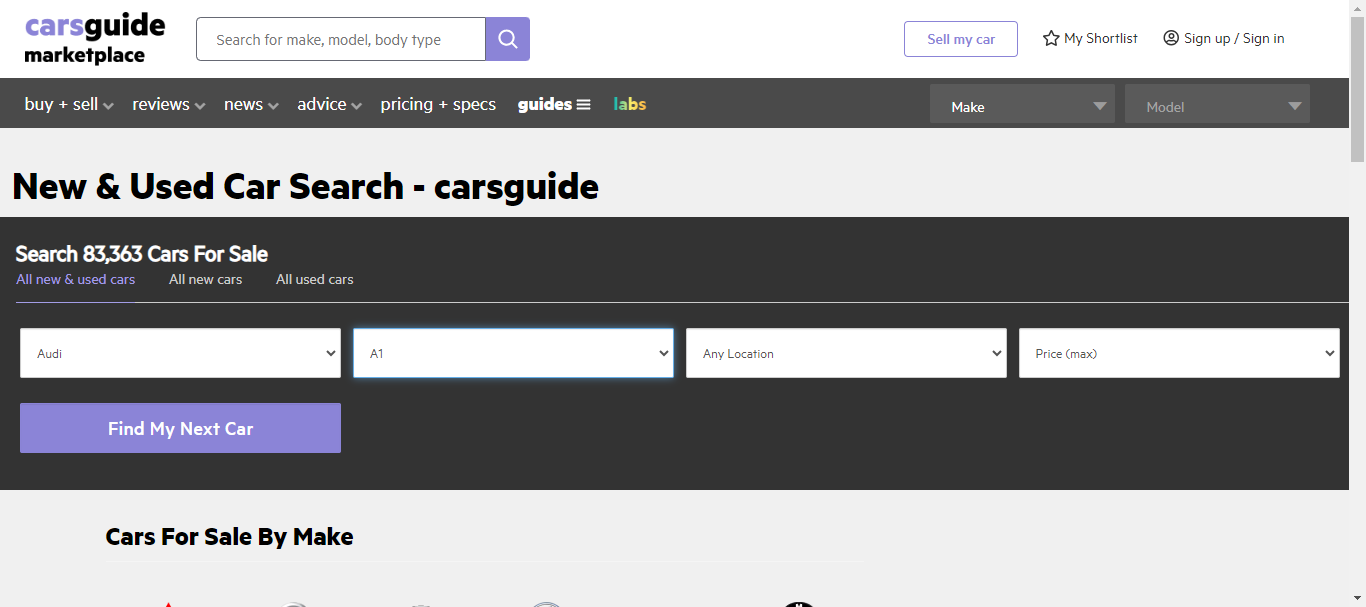 carsguide
marketplace
Search for make, model, body type
Sell my car
My Shortlist
Sign up / Sign in
buy + sell
reviews
news
advice
pricing + specs
guides
labs
Make
Model
New & Used Car Search - carsguide
Search 83,363 Cars For Sale
All new & used cars
All new cars
All used cars
Audi
A1
Any Location
Price (max)
Find My Next Car
Cars For Sale By Make